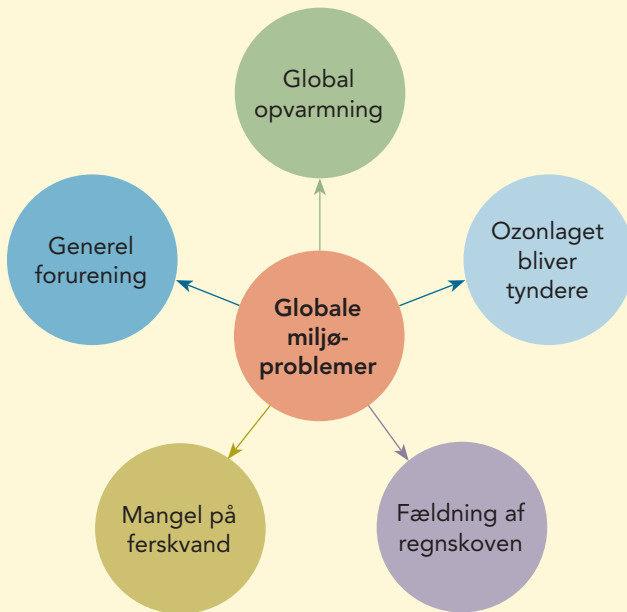 Global
opvarmning
Generel
forurening
Ozonlaget
bliver
tyndere
Globale
miljø-
problemer
Mangel på
ferskvand
Fældning af
regnskoven